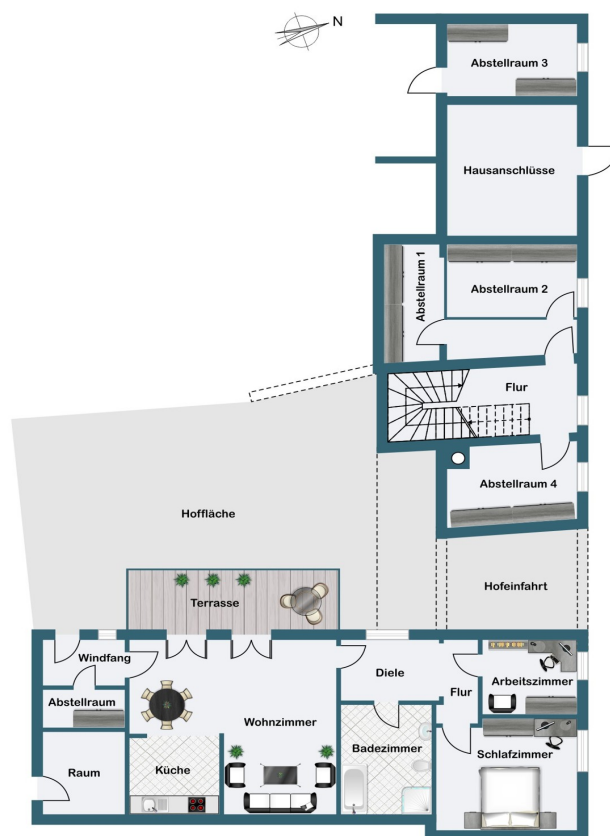 N
Abstellraum 3
Hausanschlüsse
Abstellraum 1
Abstellraum 2
Flur
Abstellraum 4
Hoffläche
Hofeinfahrt
Terrasse
Windfang
Diele
Arbeitszimmer
Abstellraum
Wohnzimmer
Flur
Badezimmer
Schlafzimmer
Raum
Küche